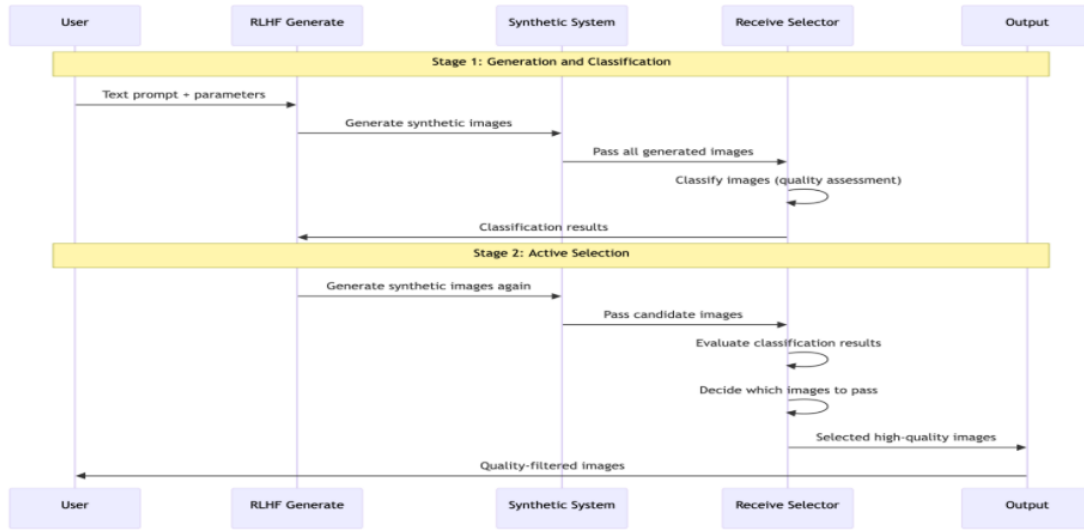 User
RLHF Generate
Synthetic System
Receive Selector
Output
Stage 1: Generation and Classification
Text prompt + parameters
Generate synthetic images
Pass all generated images
Classify images (quality assessment)
Classification results
Stage 2: Active Selection
Generate synthetic images again
Pass candidate images
Evaluate classification results
Decide which images to pass
Selected high-quality images
Quality-filtered images
User
RLHF Generate
Synthetic System
Receive Selector
Output